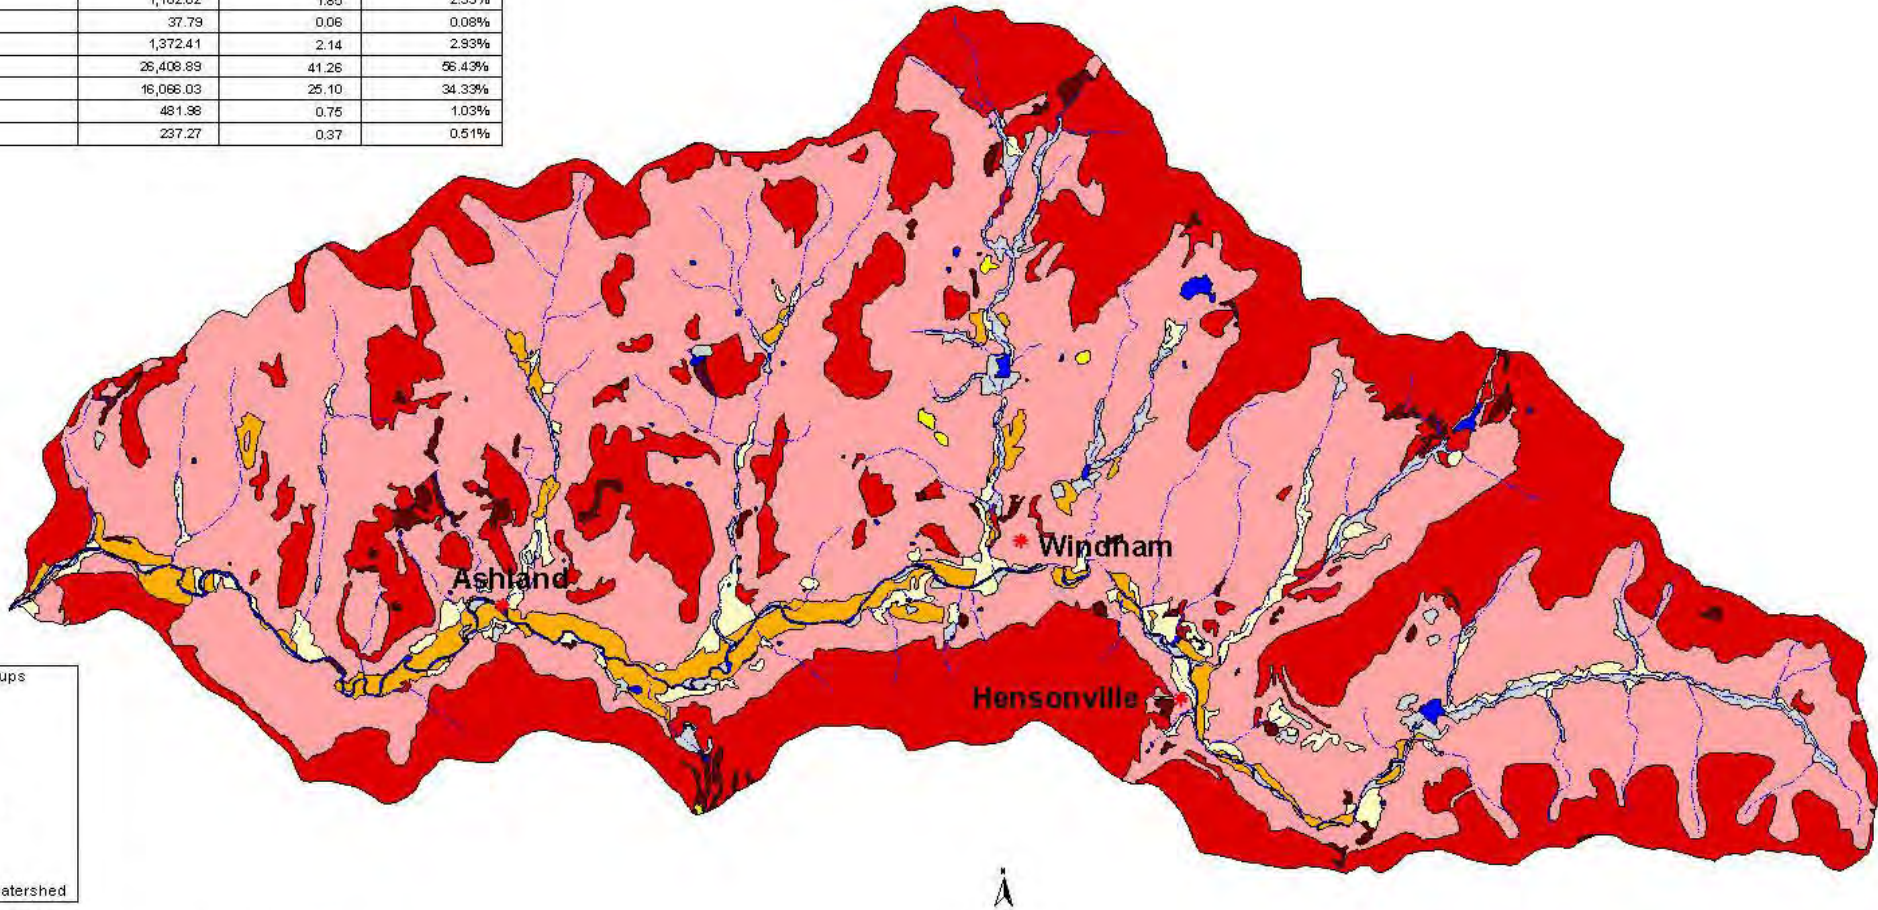 37.79 0.06 0.08%
1,372.41 2.14 2.93%
26,408.89 41.26 56.43%
16,066.03 25.10 34.33%
481.98 0.75 1.03%
237.27 0.37 0.51%
Windham
Ashland
ups
Hensonville
atershed
N